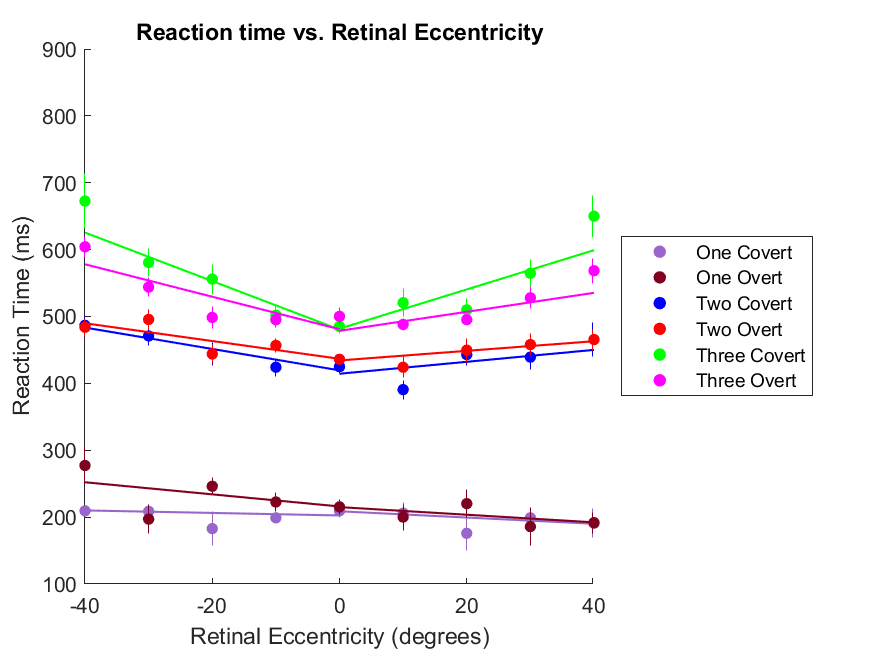 Reaction time vs. Retinal Eccentricity
900
800
700
600
500
400
300
200
100
Reaction Time (ms)
-40
-20
0
20
40
Retinal Eccentricity (degrees)
One Covert
One Overt
Two Covert
Two Overt
Three Covert
Three Overt